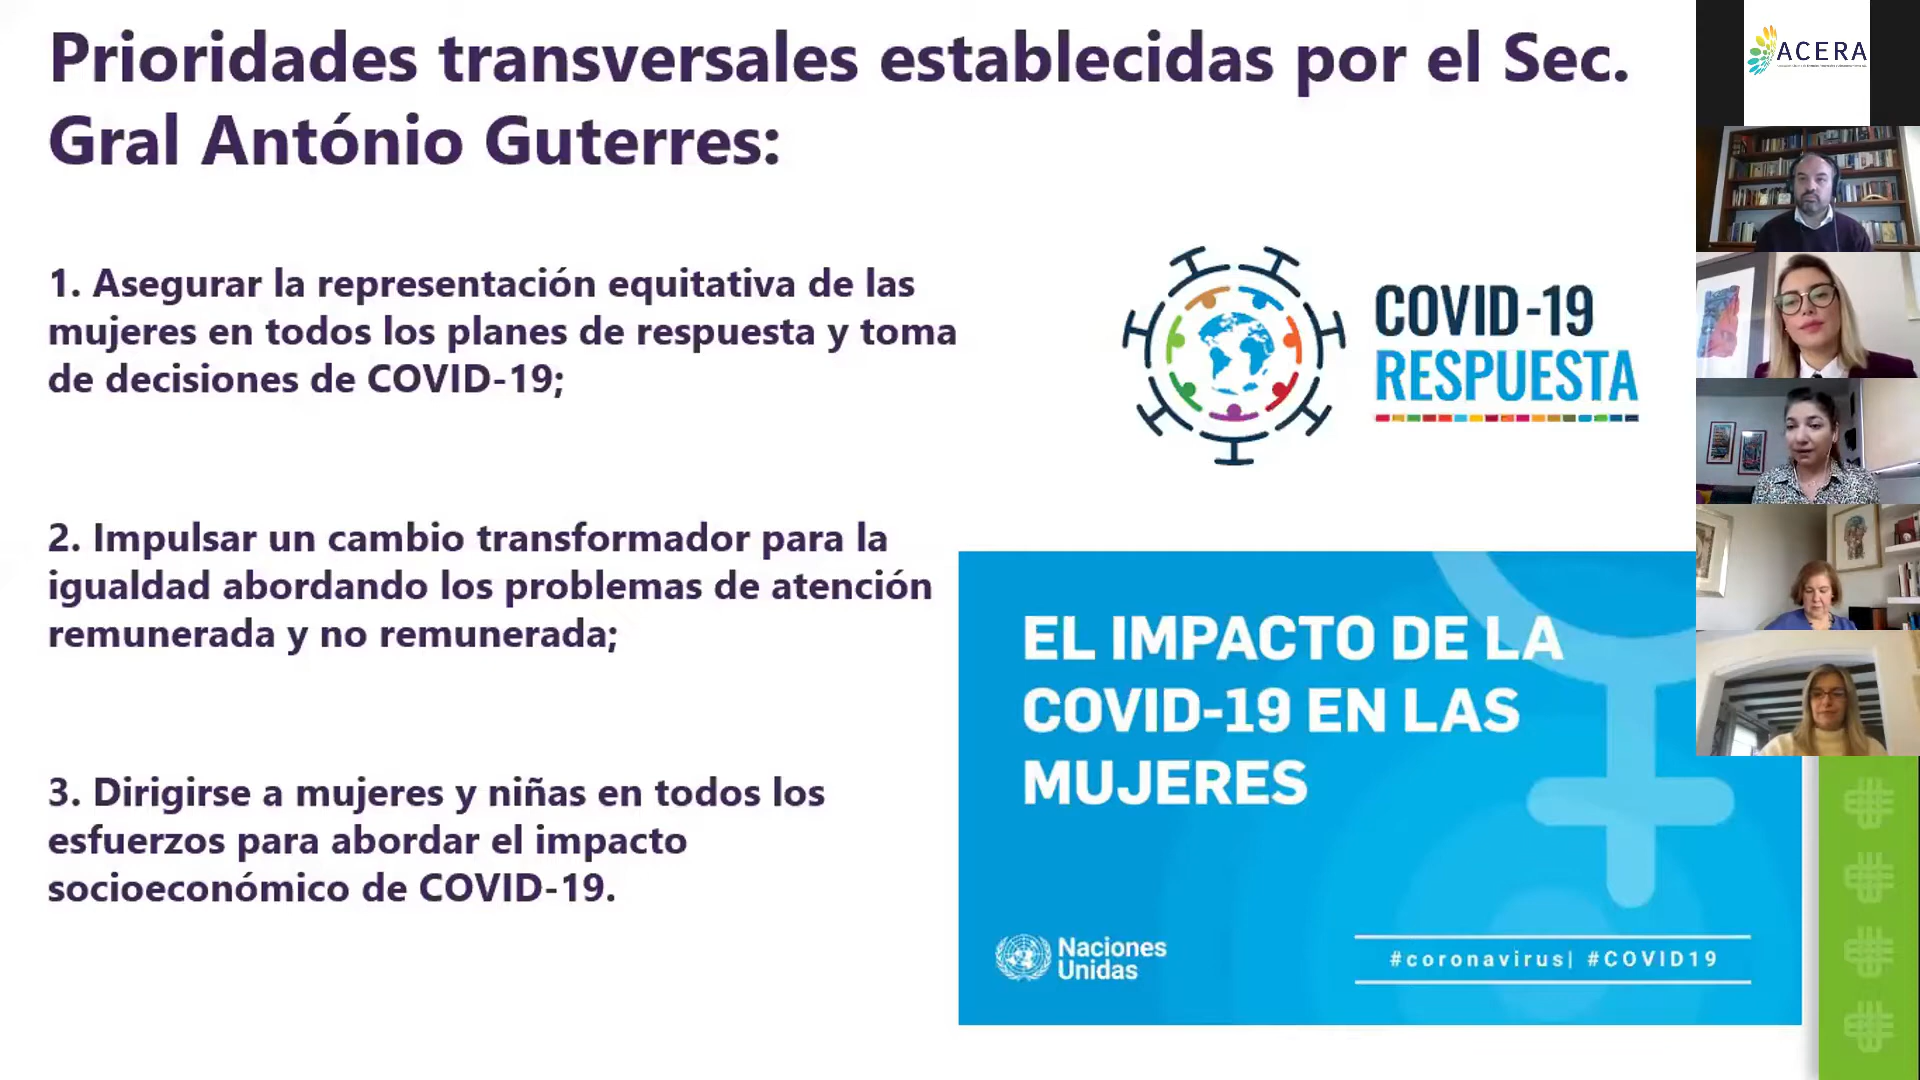 Prioridades transversales establecidas por el Sec.
Gral António Guterres:
1. Asegurar la representación equitativa de las
mujeres en todos los planes de respuesta y toma
de decisiones de COVID-19;
2. Impulsar un cambio transformador para la
igualdad abordando los problemas de atención
remunerada y no remunerada;
3. Dirigirse a mujeres y niñas en todos los
esfuerzos para abordar el impacto
socioeconómico de COVID-19.
COVID-19
RESPUESTA
EL IMPACTO DE LA
COVID-19 EN LAS
MUJERES
Naciones
Unidas
#coronavirus| #COVID19
ACERA